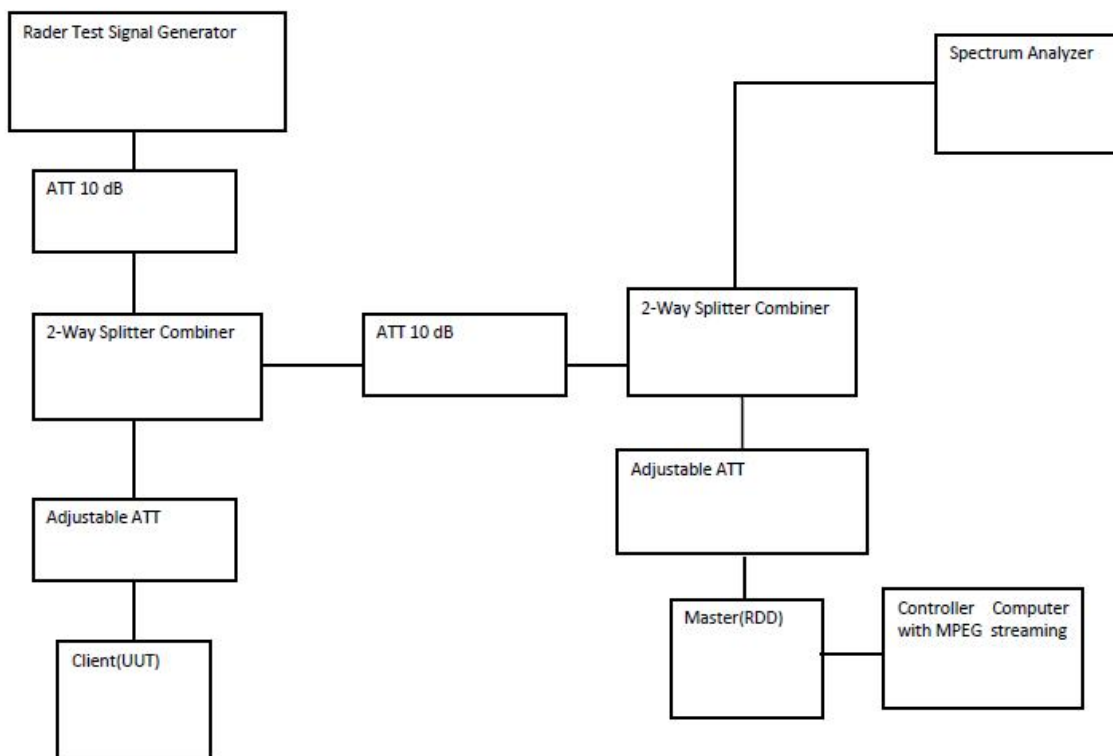 Rader Test Signal Generator
Spectrum Analyzer
ATT 10 dB
2-Way Splitter Combiner
ATT 10 dB
2-Way Splitter Combiner
Adjustable ATT
Adjustable ATT
Client(UUT)
Master(RDD)
Controller Computer
with MPEG streaming